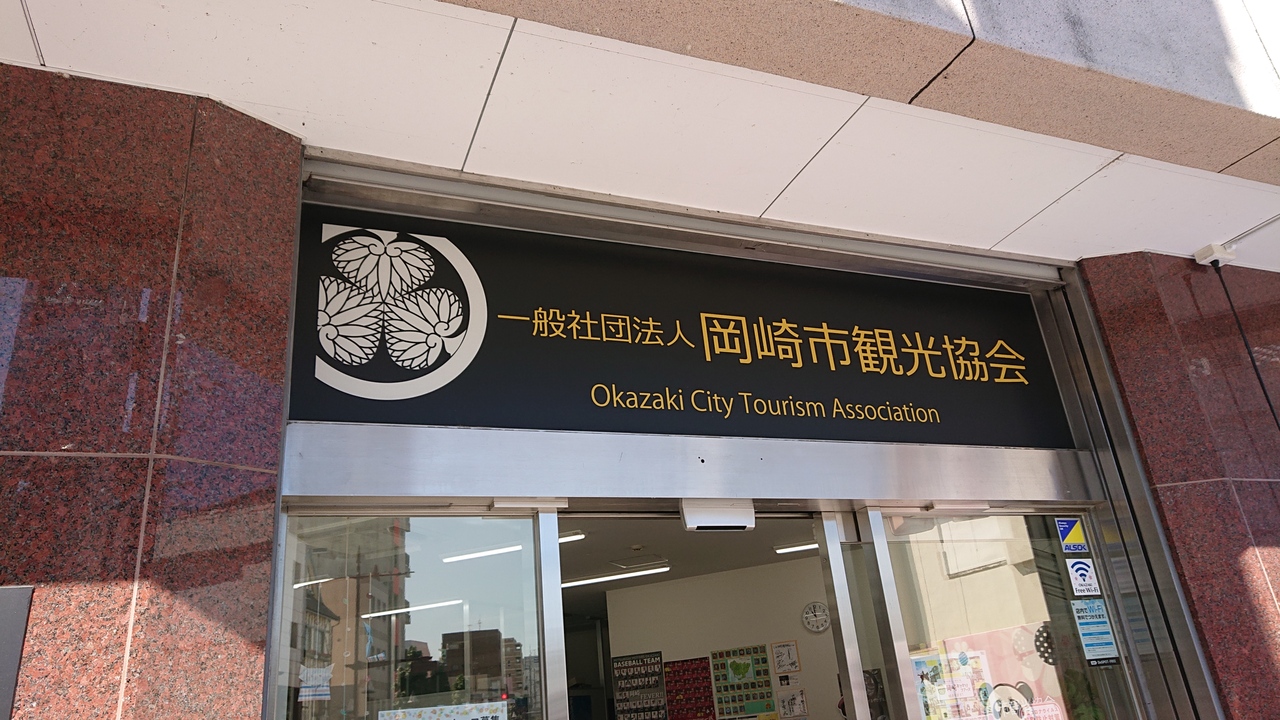 一般社団法人 岡崎市観光協会
Okazaki City Tourism Association
ALSOK
Free Wi-Fi
BASEBALL TEAM